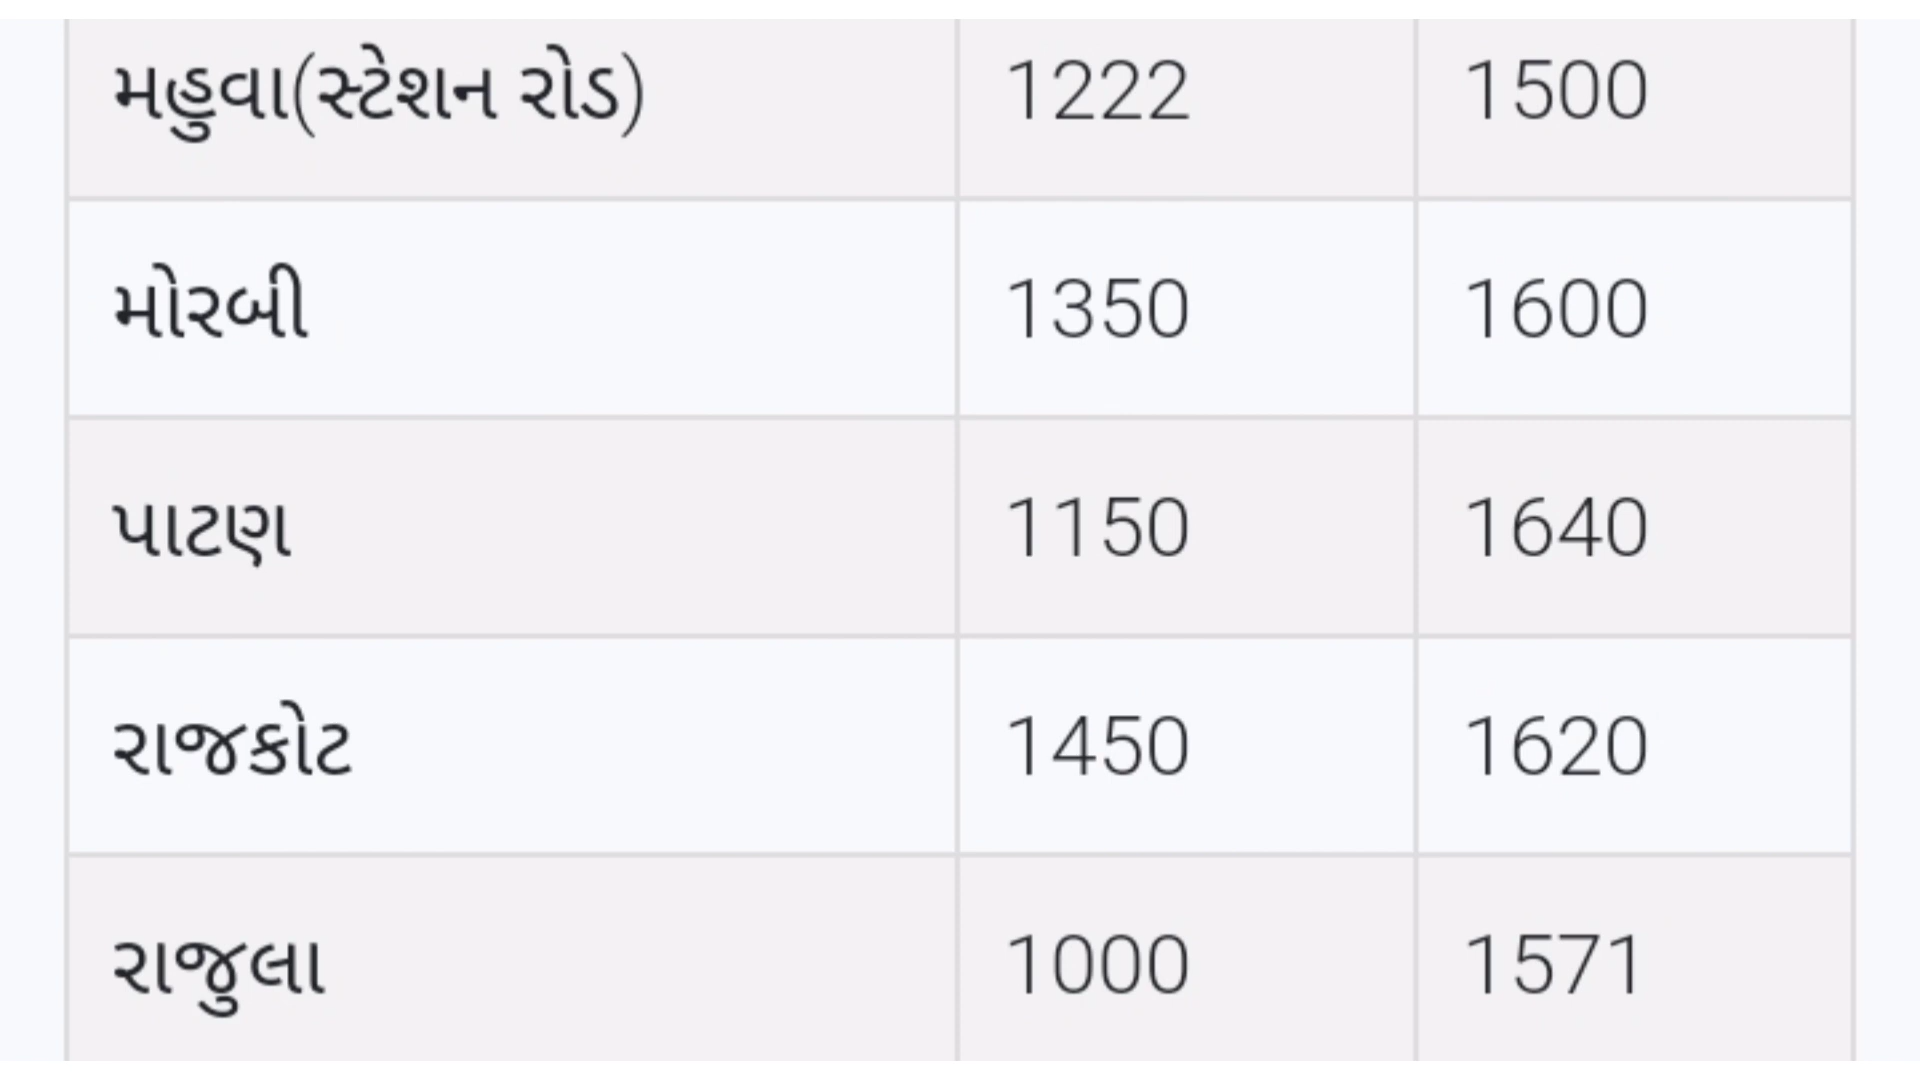 મહુવા(સ્ટેશન રોડ) 1222 1500
મોરબી 1350 1600
પાટણ 1150 1640
રાજકોટ 1450 1620
રાજુલા 1000 1571